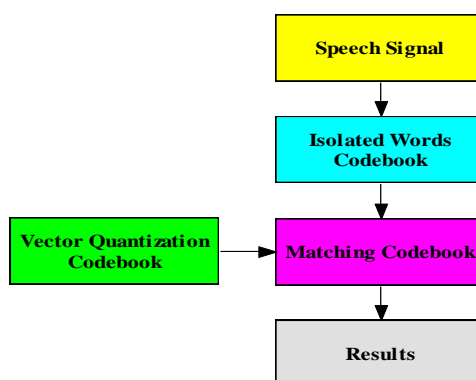 Speech Signal
Isolated Words
Codebook
Vector Quantization
Codebook
Matching Codebook
Results